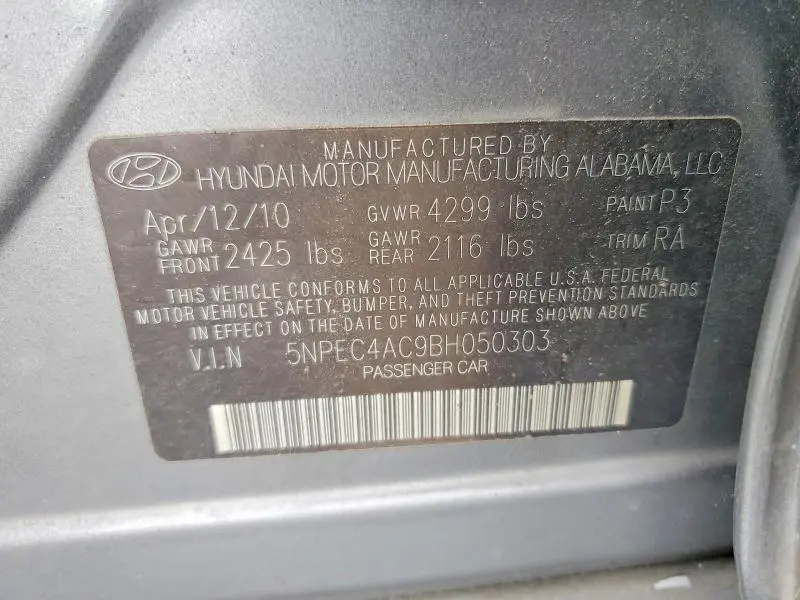 MANUFACTURED BY
HYUNDAI MOTOR MANUFACTURING ALABAMA, LLC
Apr/12/10 GVWR 4299 lbs PAINT P3
GAWR FRONT 2425 lbs GAWR REAR 2116 lbs TRIM RA
THIS VEHICLE CONFORMS TO ALL APPLICABLE U.S.A. FEDERAL
MOTOR VEHICLE SAFETY, BUMPER, AND THEFT PREVENTION STANDARDS
IN EFFECT ON THE DATE OF MANUFACTURE SHOWN ABOVE
V.I.N 5NPEC4AC9BH050303
PASSENGER CAR